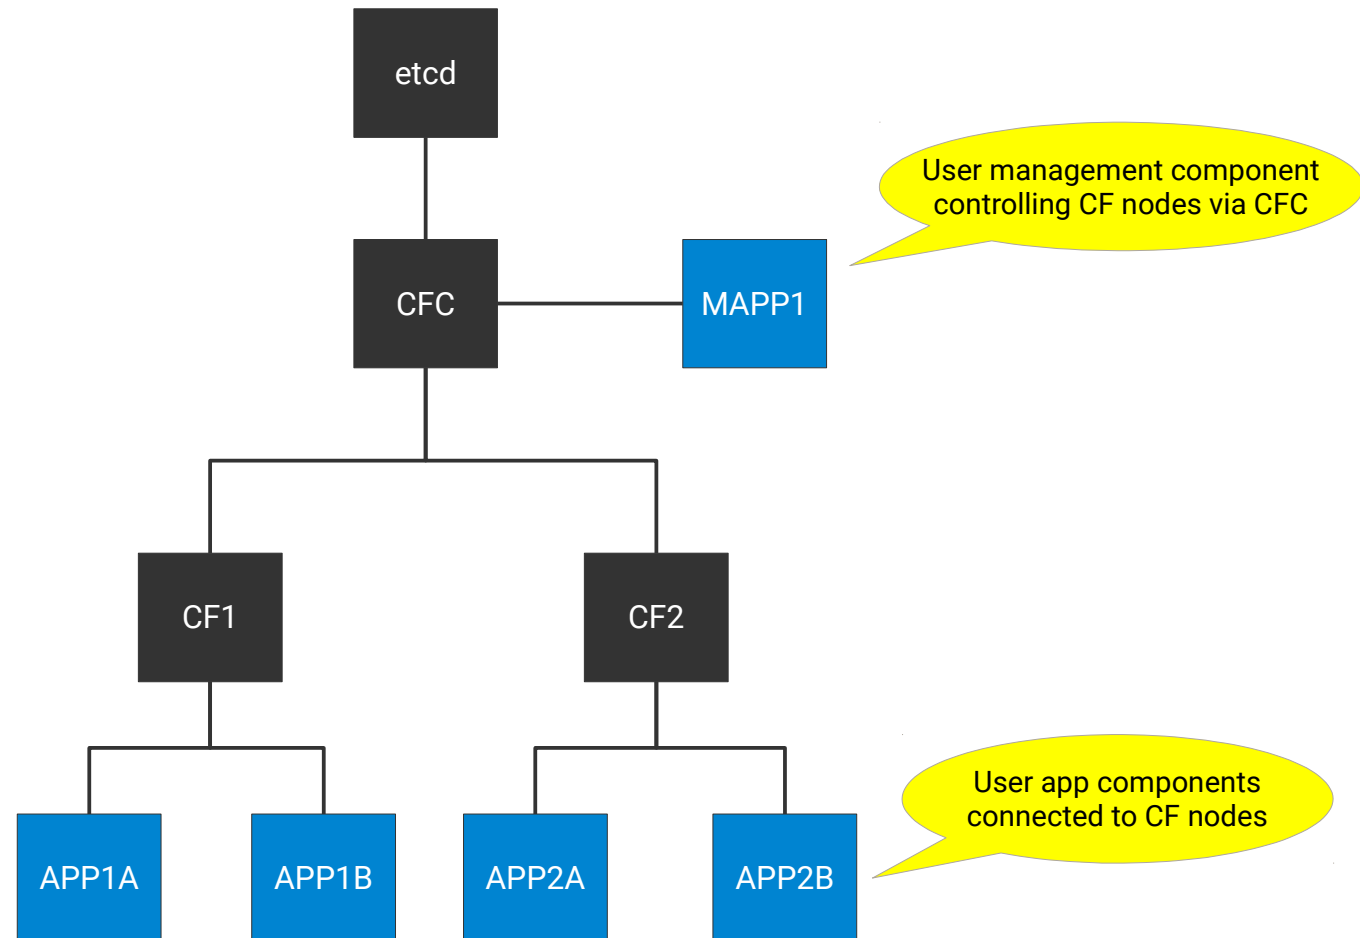 etcd
User management component
controlling CF nodes via CFC
CFC
MAPP1
CF1
CF2
User app components
connected to CF nodes
APP1A
APP1B
APP2A
APP2B